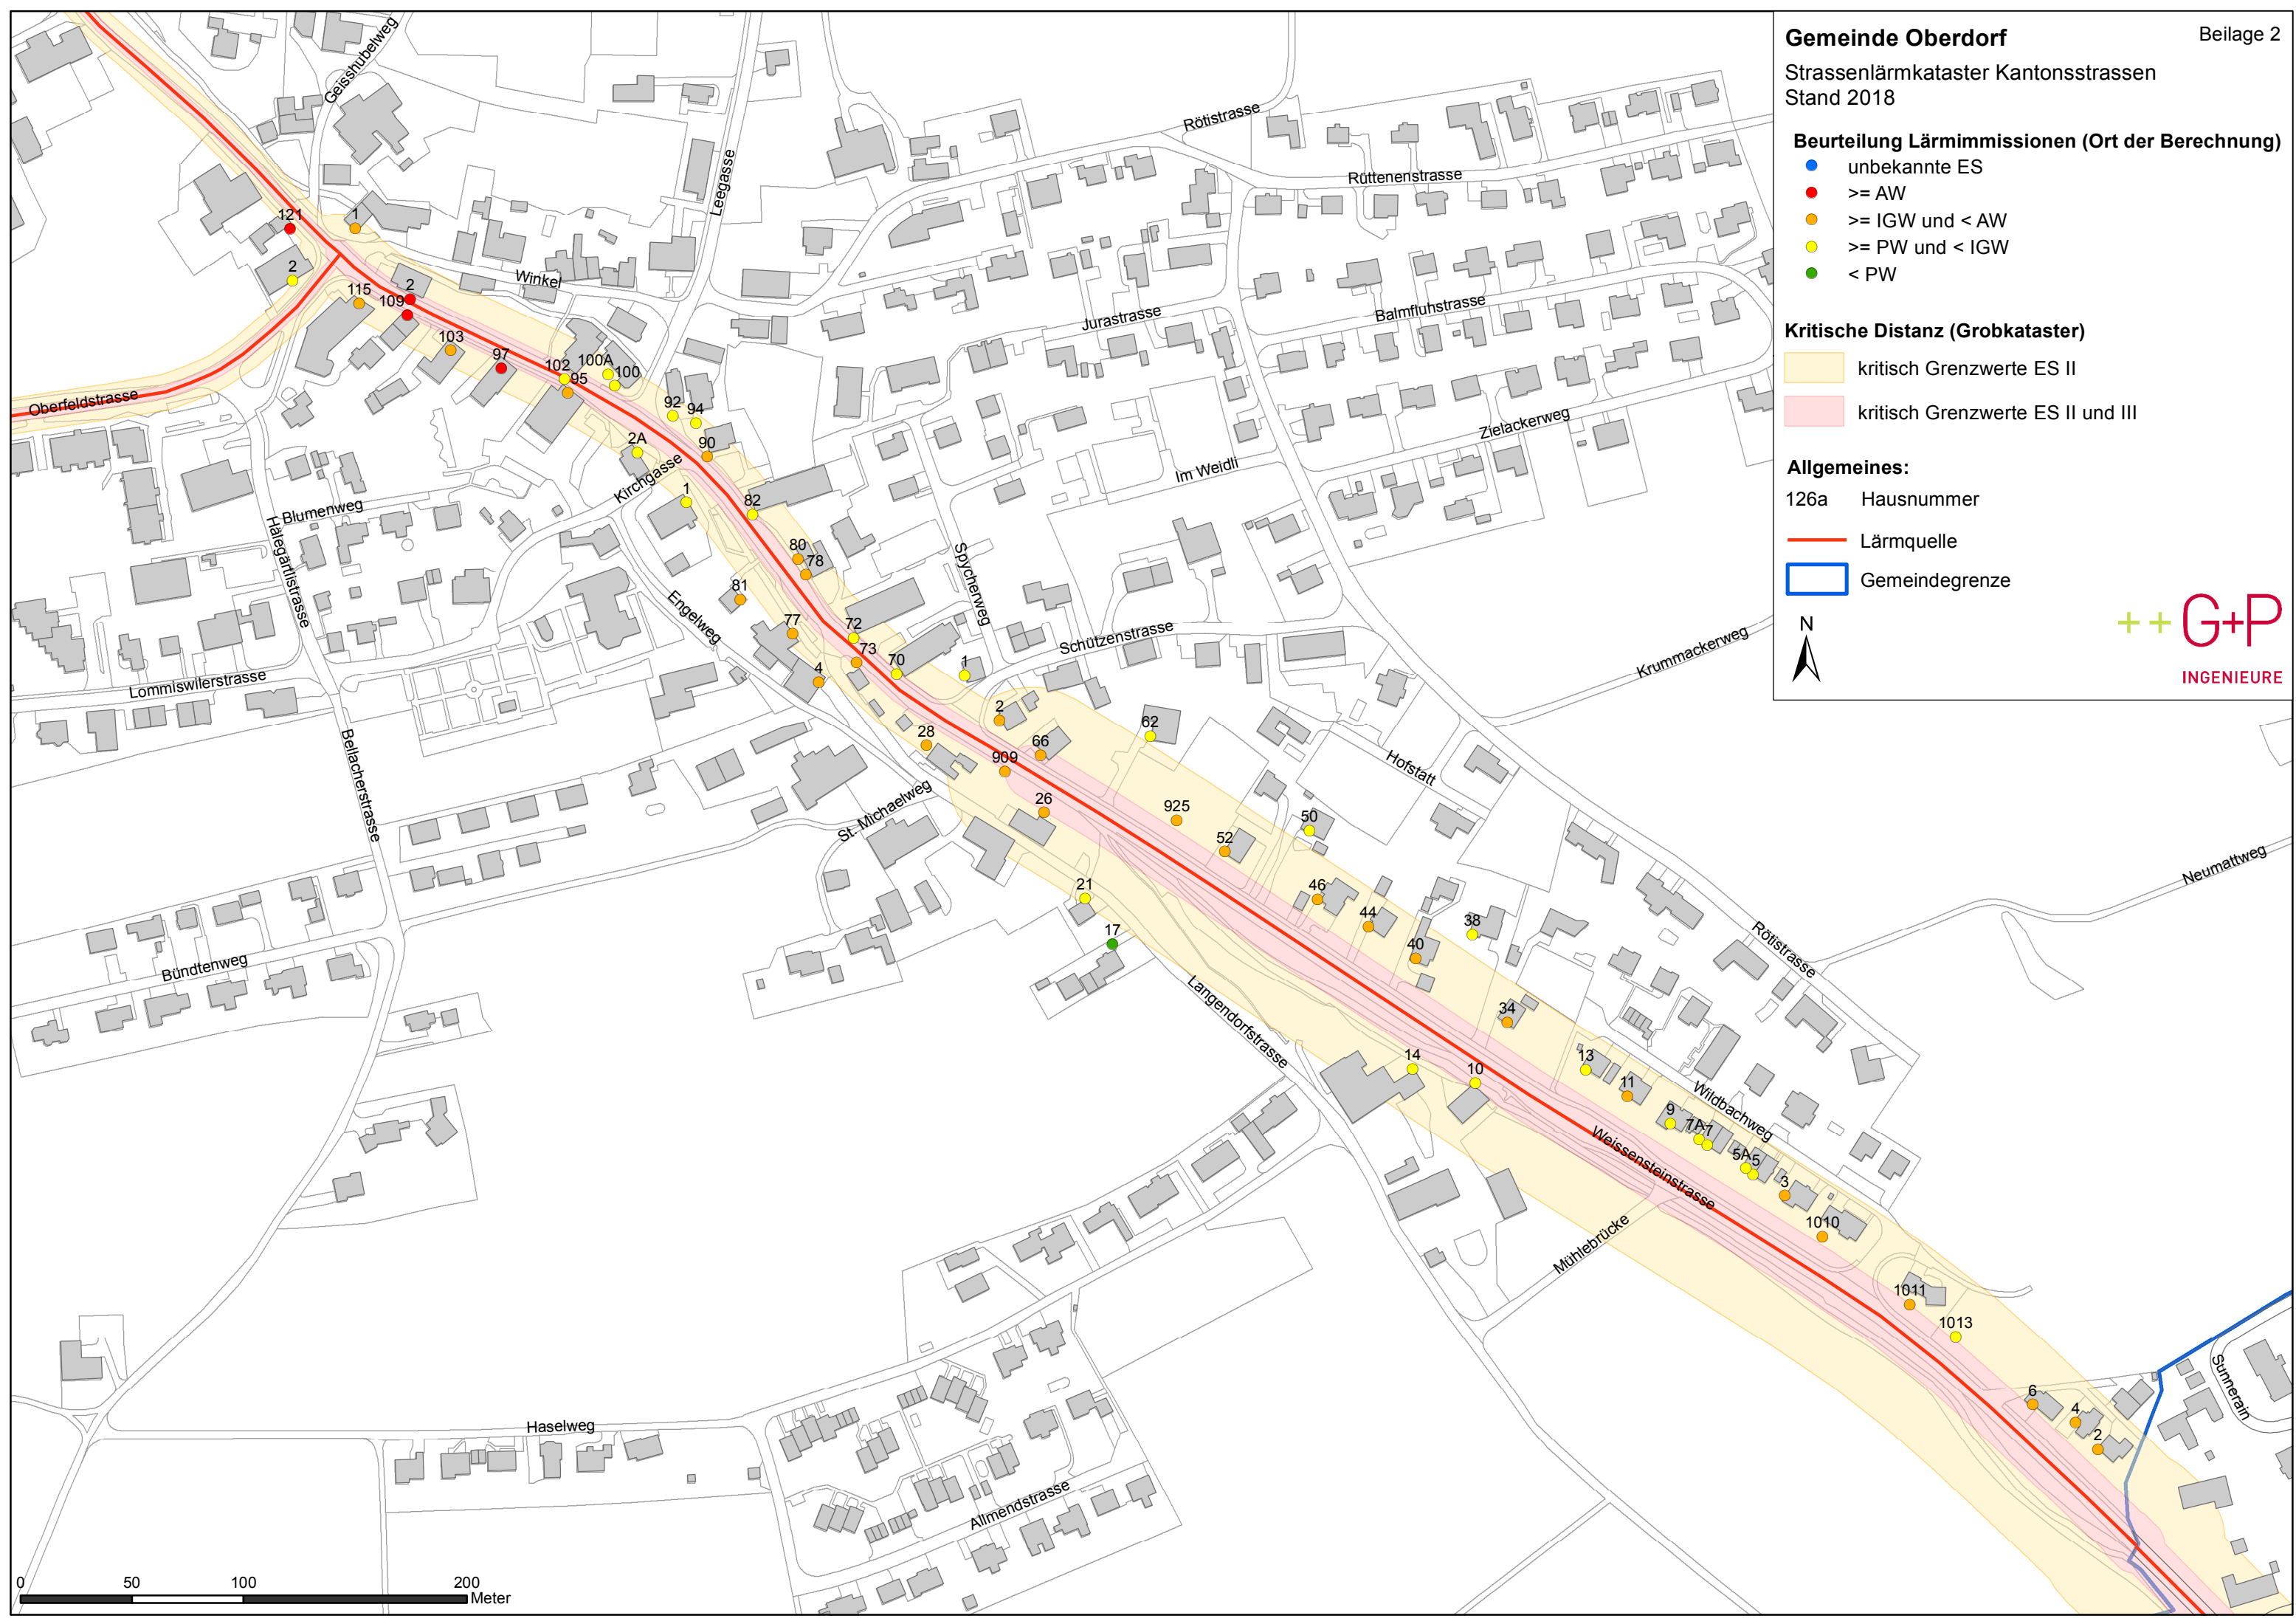 Gemeinde Oberdorf
Beilage 2
Strassenlärmkataster Kantonsstrassen
Stand 2018
Beurteilung Lärmimmissionen (Ort der Berechnung)
unbekannte ES
>= AW
>= IGW und < AW
>= PW und < IGW
< PW
Kritische Distanz (Grobkataster)
kritisch Grenzwerte ES II
kritisch Grenzwerte ES II und III
Allgemeines:
126a Hausnummer
Lärmquelle
Gemeindegrenze
N
++G+P
INGENIEURE
Geisshubelweg
Leegasse
Rötistrasse
Rüttenenstrasse
Winkel
Jurastrasse
Balmfluhstrasse
Oberfeldstrasse
Zielackerweg
Im Weidli
Kirchgasse
Blumenweg
Hälegärtlistrasse
Spycherweg
Engelweg
Schützenstrasse
Krummackerweg
Lommiswilerstrasse
Bellacherstrasse
Hofstatt
St. Michaelweg
Neumattweg
Rötistrasse
Bündtenweg
Langendorfstrasse
Wildbachweg
Weissensteinstrasse
Mühlebrücke
Sunnerain
Haselweg
Allmendstrasse
121
1
2
2
115
109
103
97
102
95
100A
100
92
94
2A
90
1
82
80
78
81
77
72
73
4
70
1
2
28
66
909
62
26
925
52
50
21
46
44
17
38
40
34
14
10
13
11
9
7A
7
5A
5
3
1010
1011
1013
6
4
2
0 50 100 200
Meter